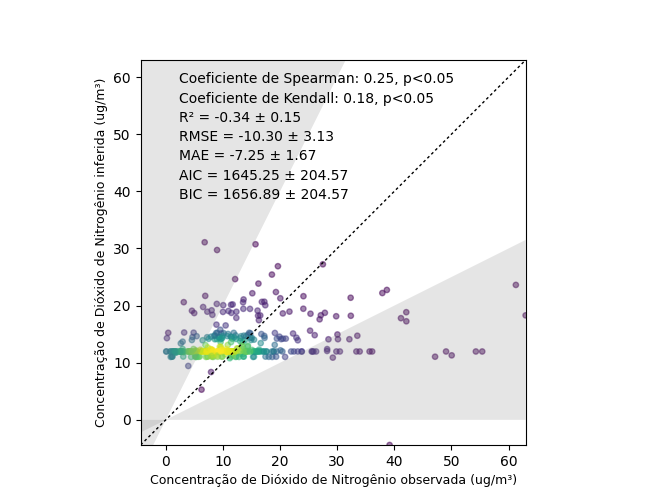 Coeficiente de Spearman: 0.25, p<0.05
Coeficiente de Kendall: 0.18, p<0.05
R² = -0.34 ± 0.15
RMSE = -10.30 ± 3.13
MAE = -7.25 ± 1.67
AIC = 1645.25 ± 204.57
BIC = 1656.89 ± 204.57
Concentração de Dióxido de Nitrogênio inferida (ug/m³)
60
50
40
30
20
10
0
0 10 20 30 40 50 60
Concentração de Dióxido de Nitrogênio observada (ug/m³)